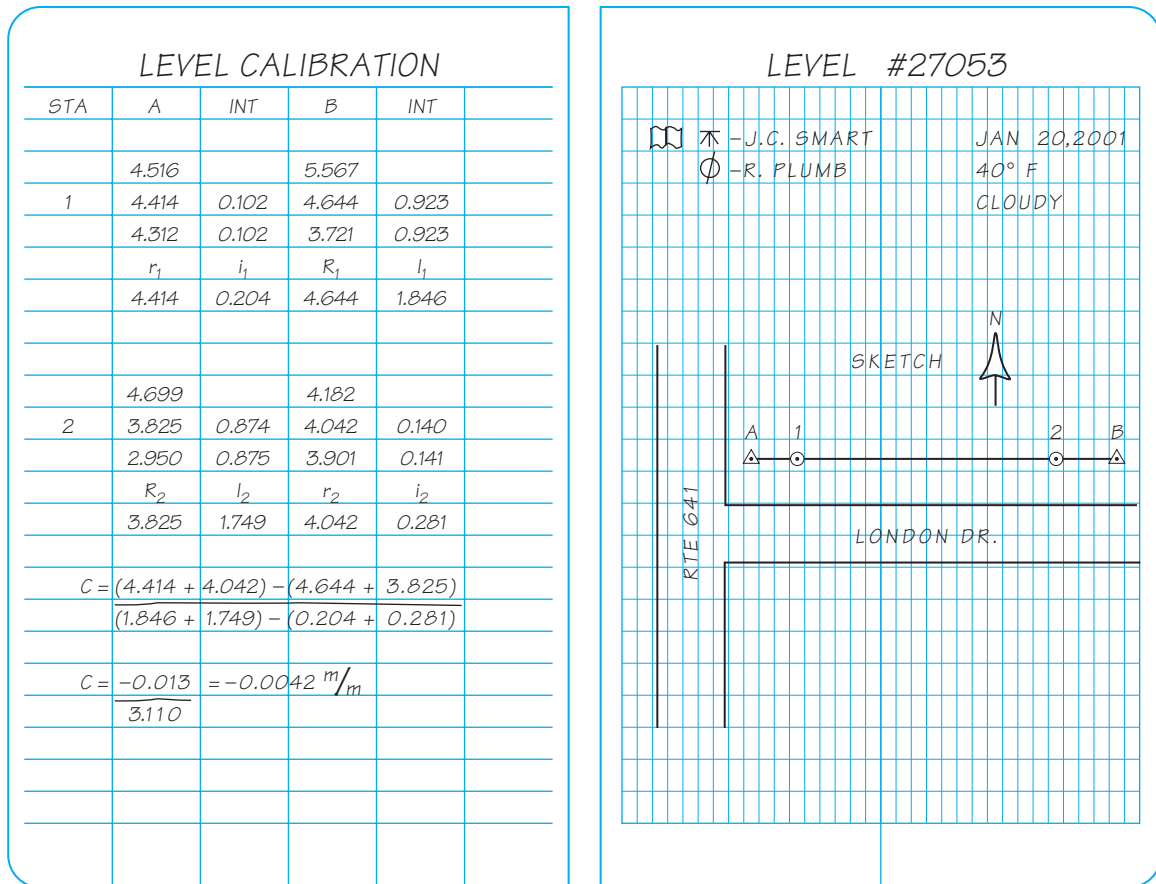 LEVEL CALIBRATION
STA A INT B INT
4.516 5.567
1 4.414 0.102 4.644 0.923
4.312 0.102 3.721 0.923
r₁ i₁ R₁ I₁
4.414 0.204 4.644 1.846
4.699 4.182
2 3.825 0.874 4.042 0.140
2.950 0.875 3.901 0.141
R₂ I₂ r₂ i₂
3.825 1.749 4.042 0.281
C = (4.414 + 4.042) – (4.644 + 3.825)
(1.846 + 1.749) – (0.204 + 0.281)
C = –0.013 = –0.0042 m/m
3.110
LEVEL #27053
–J.C. SMART JAN 20,2001
–R. PLUMB 40° F
CLOUDY
N
SKETCH
A 1 2 B
RTE 641
LONDON DR.